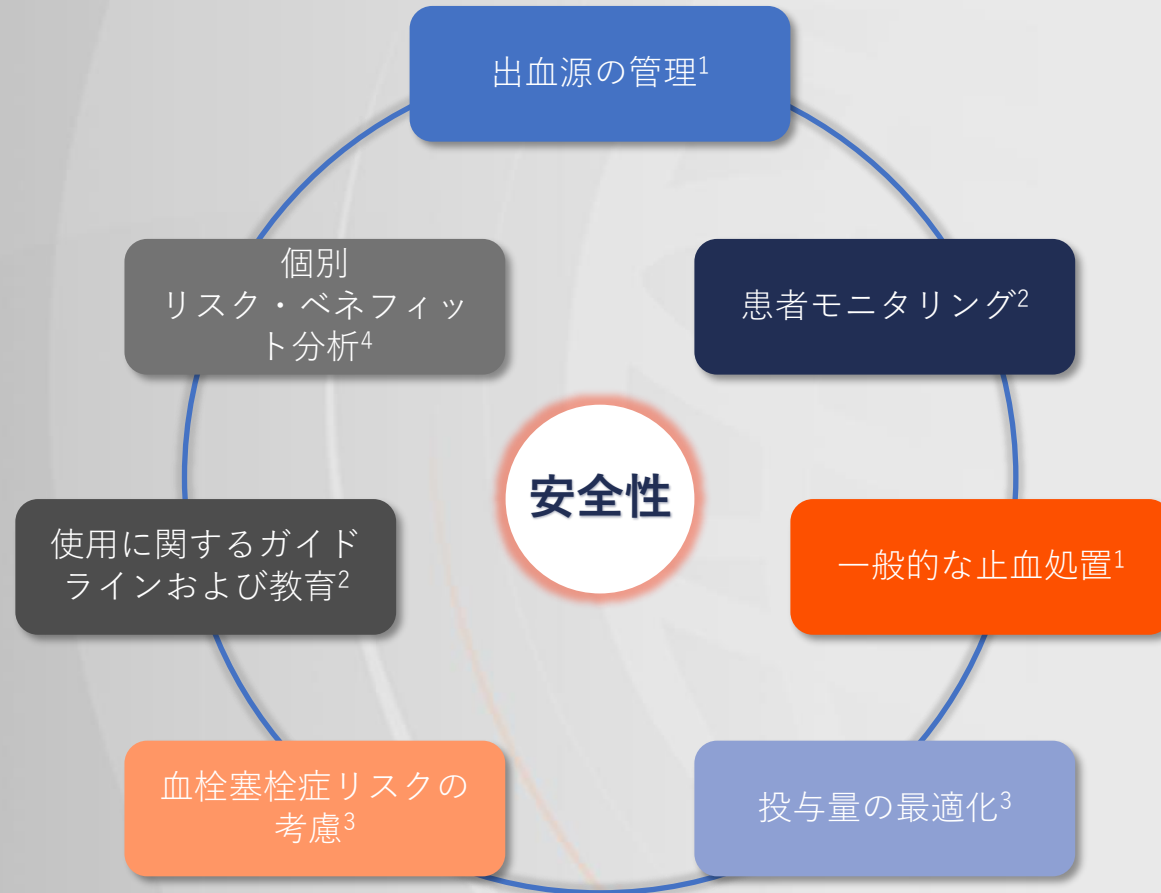 出血源の管理¹
個別
リスク・ベネフィッ
ト分析⁴
患者モニタリング²
安全性
使用に関するガイド
ラインおよび教育²
一般的な止血処置¹
血栓塞栓症リスクの
考慮³
投与量の最適化³